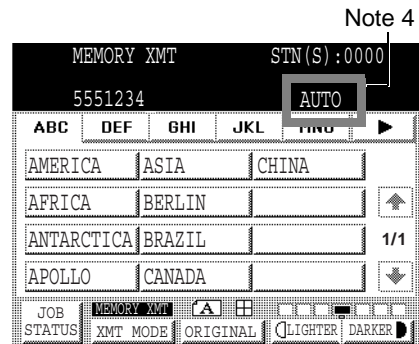 Note 4
MEMORY XMT STN(S):0000
5551234 AUTO
ABC DEF GHI JKL MNO
AMERICA ASIA CHINA
AFRICA BERLIN
ANTARCTICA BRAZIL 1/1
APOLLO CANADA
JOB STATUS
MEMORY XMT A
XMT MODE ORIGINAL LIGHTER DARKER